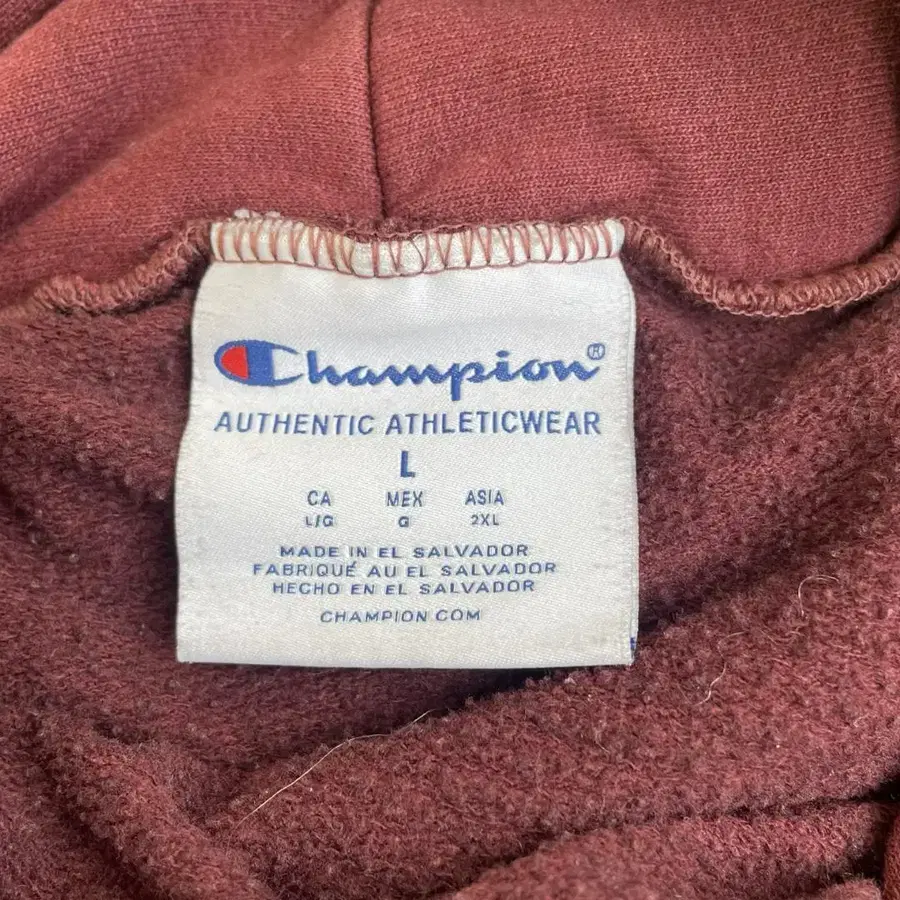 Champion®
AUTHENTIC ATHLETICWEAR
L
CA MEX ASIA
L/G G 2XL
MADE IN EL SALVADOR
FABRIQUÉ AU EL SALVADOR
HECHO EN EL SALVADOR
CHAMPION.COM